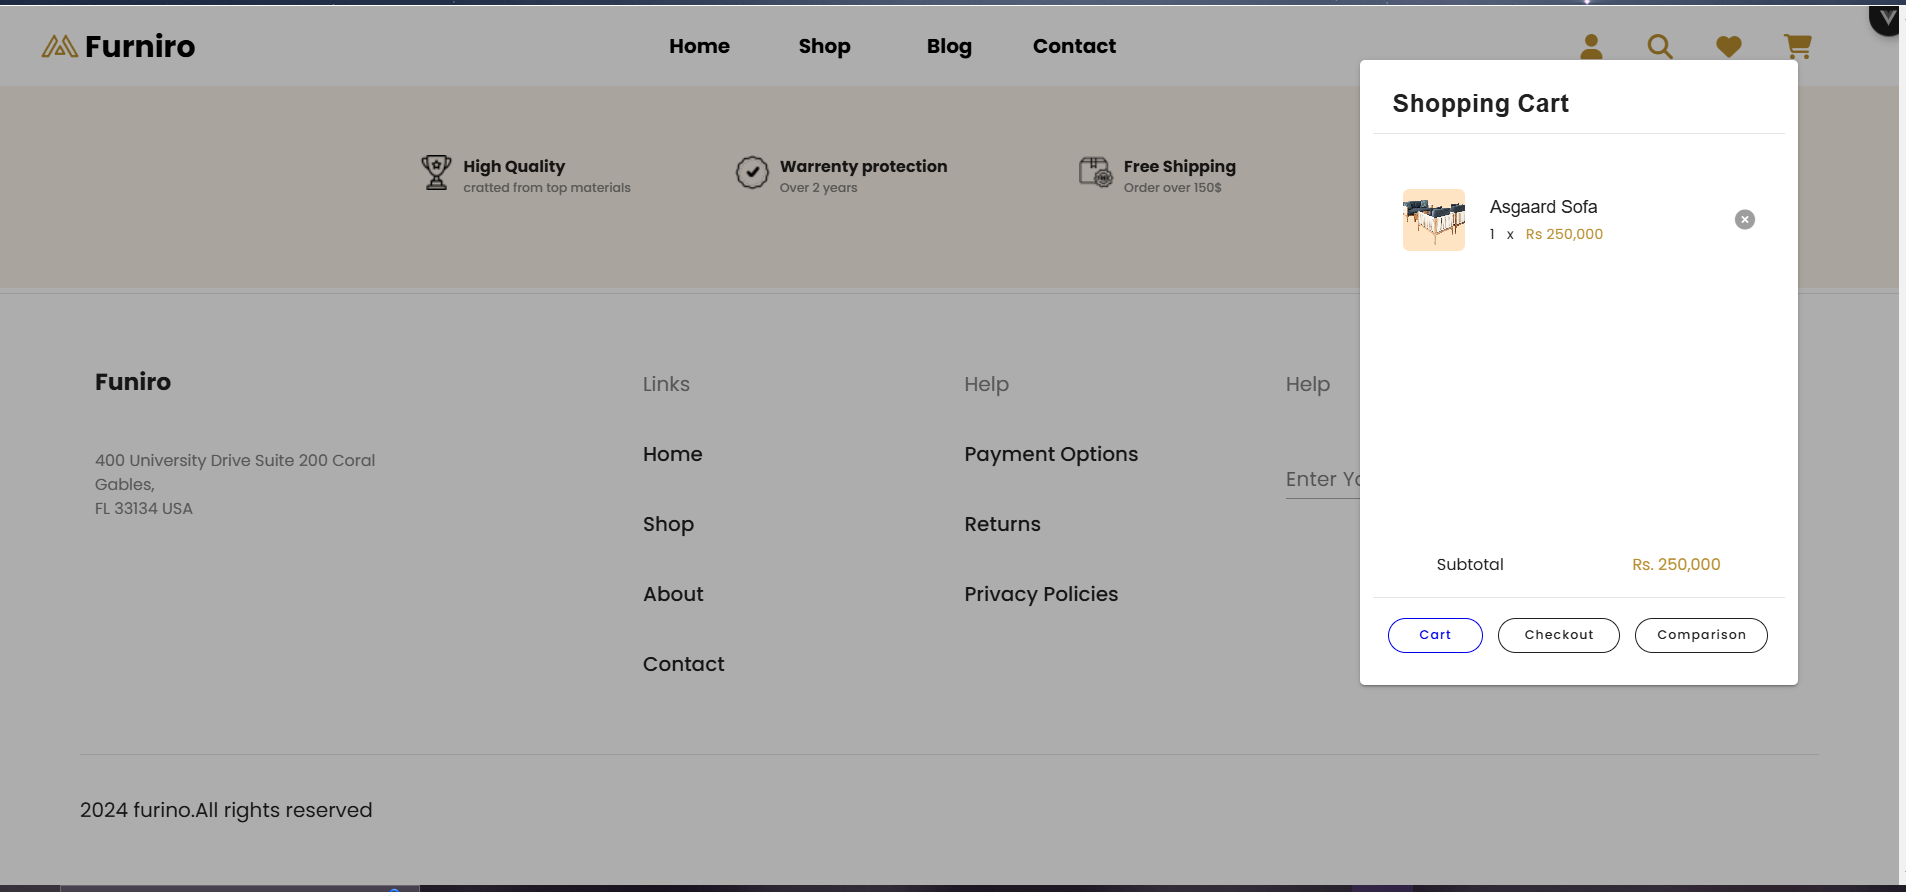 Furniro
Home
Shop
Blog
Contact
Shopping Cart
Asgaard Sofa
1 x Rs 250,000
Subtotal
Rs. 250,000
Cart
Checkout
Comparison
High Quality
cratted from top materials
Warrenty protection
Over 2 years
Free Shipping
Order over 150$
Funiro
400 University Drive Suite 200 Coral
Gables,
FL 33134 USA
Links
Home
Shop
About
Contact
Help
Payment Options
Returns
Privacy Policies
Help
Enter
2024 furino.All rights reserved